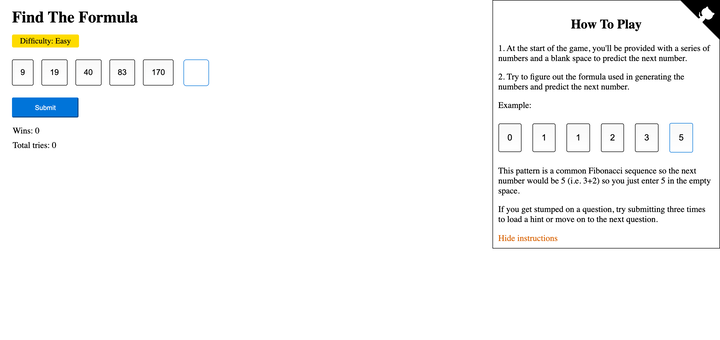 Find The Formula
Difficulty: Easy
9 19 40 83 170
Submit
Wins: 0
Total tries: 0
How To Play
1. At the start of the game, you'll be provided with a series of
numbers and a blank space to predict the next number.
2. Try to figure out the formula used in generating the
numbers and predict the next number.
Example:
0 1 1 2 3 5
This pattern is a common Fibonacci sequence so the next
number would be 5 (i.e. 3+2) so you just enter 5 in the empty
space.
If you get stumped on a question, try submitting three times
to load a hint or move on to the next question.
Hide instructions